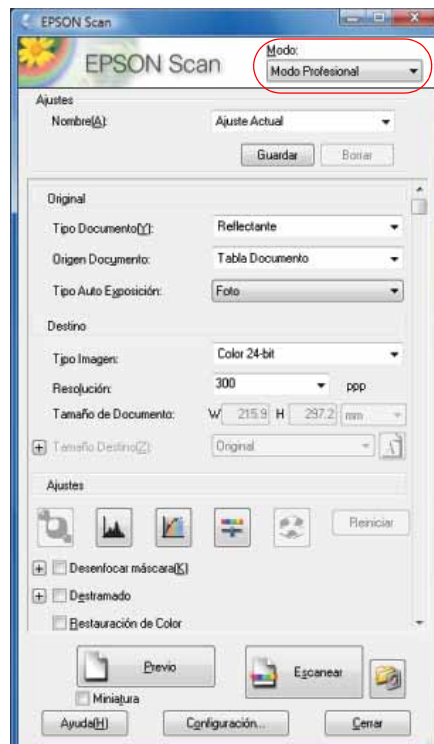 EPSON Scan
EPSON Scan
Modo:
Modo Profesional
Ajustes
Nombre(A): Ajuste Actual
Guardar Borrar
Original
Tipo Documento(Y): Reflectante
Origen Documento: Tabla Documento
Tipo Auto Exposición: Foto
Destino
Tipo Imagen: Color 24-bit
Resolución: 300 ppp
Tamaño de Documento: W 215.9 H 297.2 mm
Tamaño Destino(Z): Original
Ajustes
Reiniciar
Desenfocar máscara(K)
Destramado
Restauración de Color
Previo
Escanear
Miniatura
Ayuda(H) Configuración... Cerrar